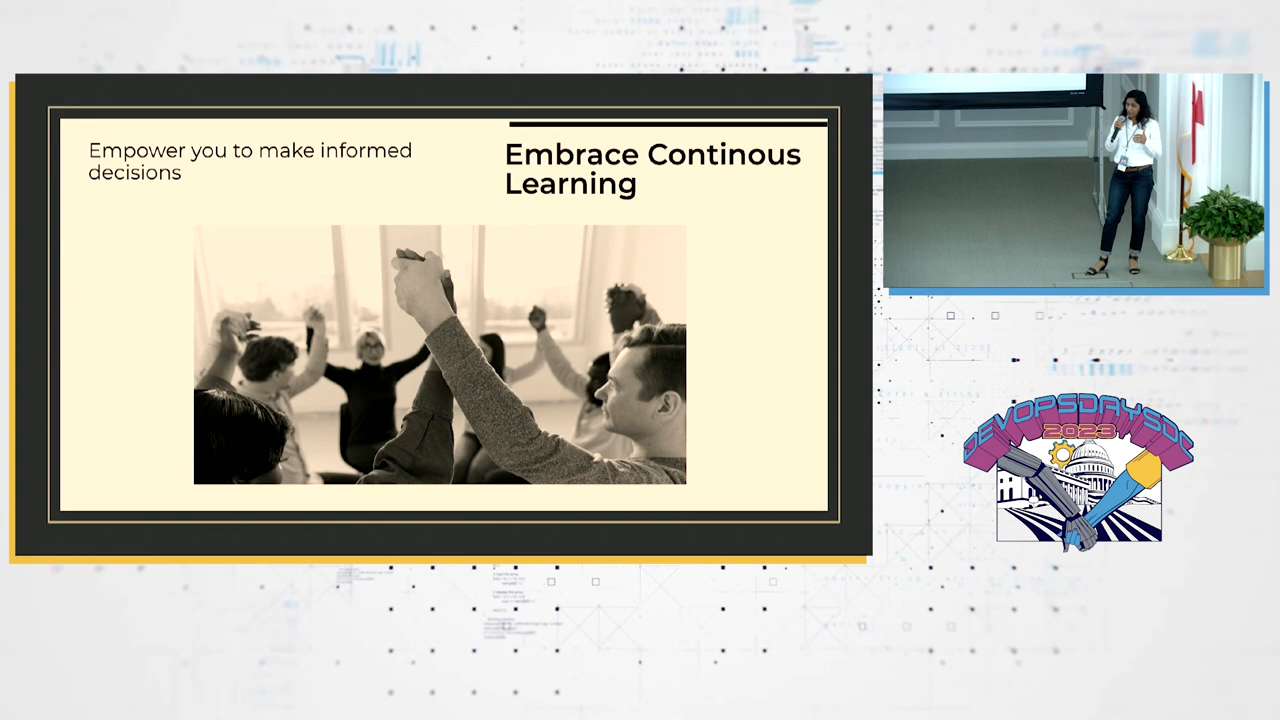 Empower you to make informed
decisions
Embrace Continous
Learning
DEVOPSDAYSDC
2023